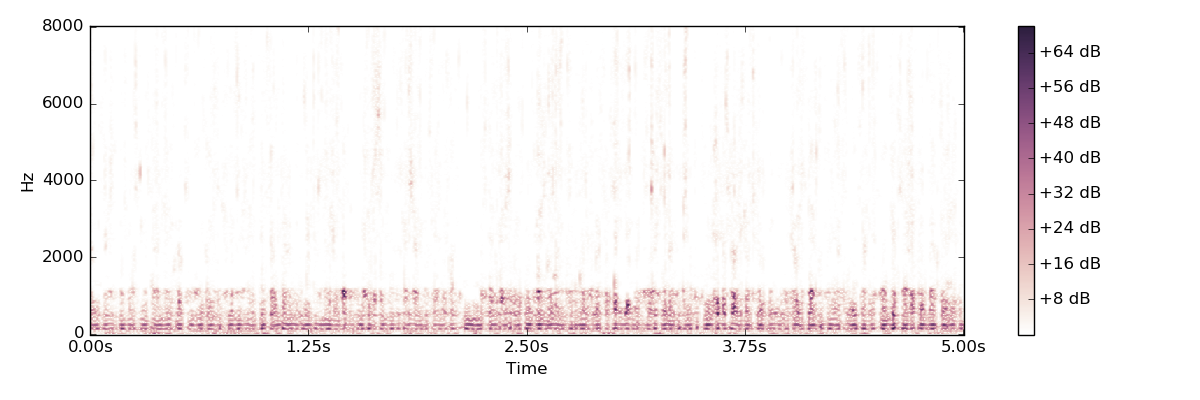 8000
6000
4000
2000
0
Hz
0.00s 1.25s 2.50s 3.75s 5.00s
Time
+64 dB
+56 dB
+48 dB
+40 dB
+32 dB
+24 dB
+16 dB
+8 dB